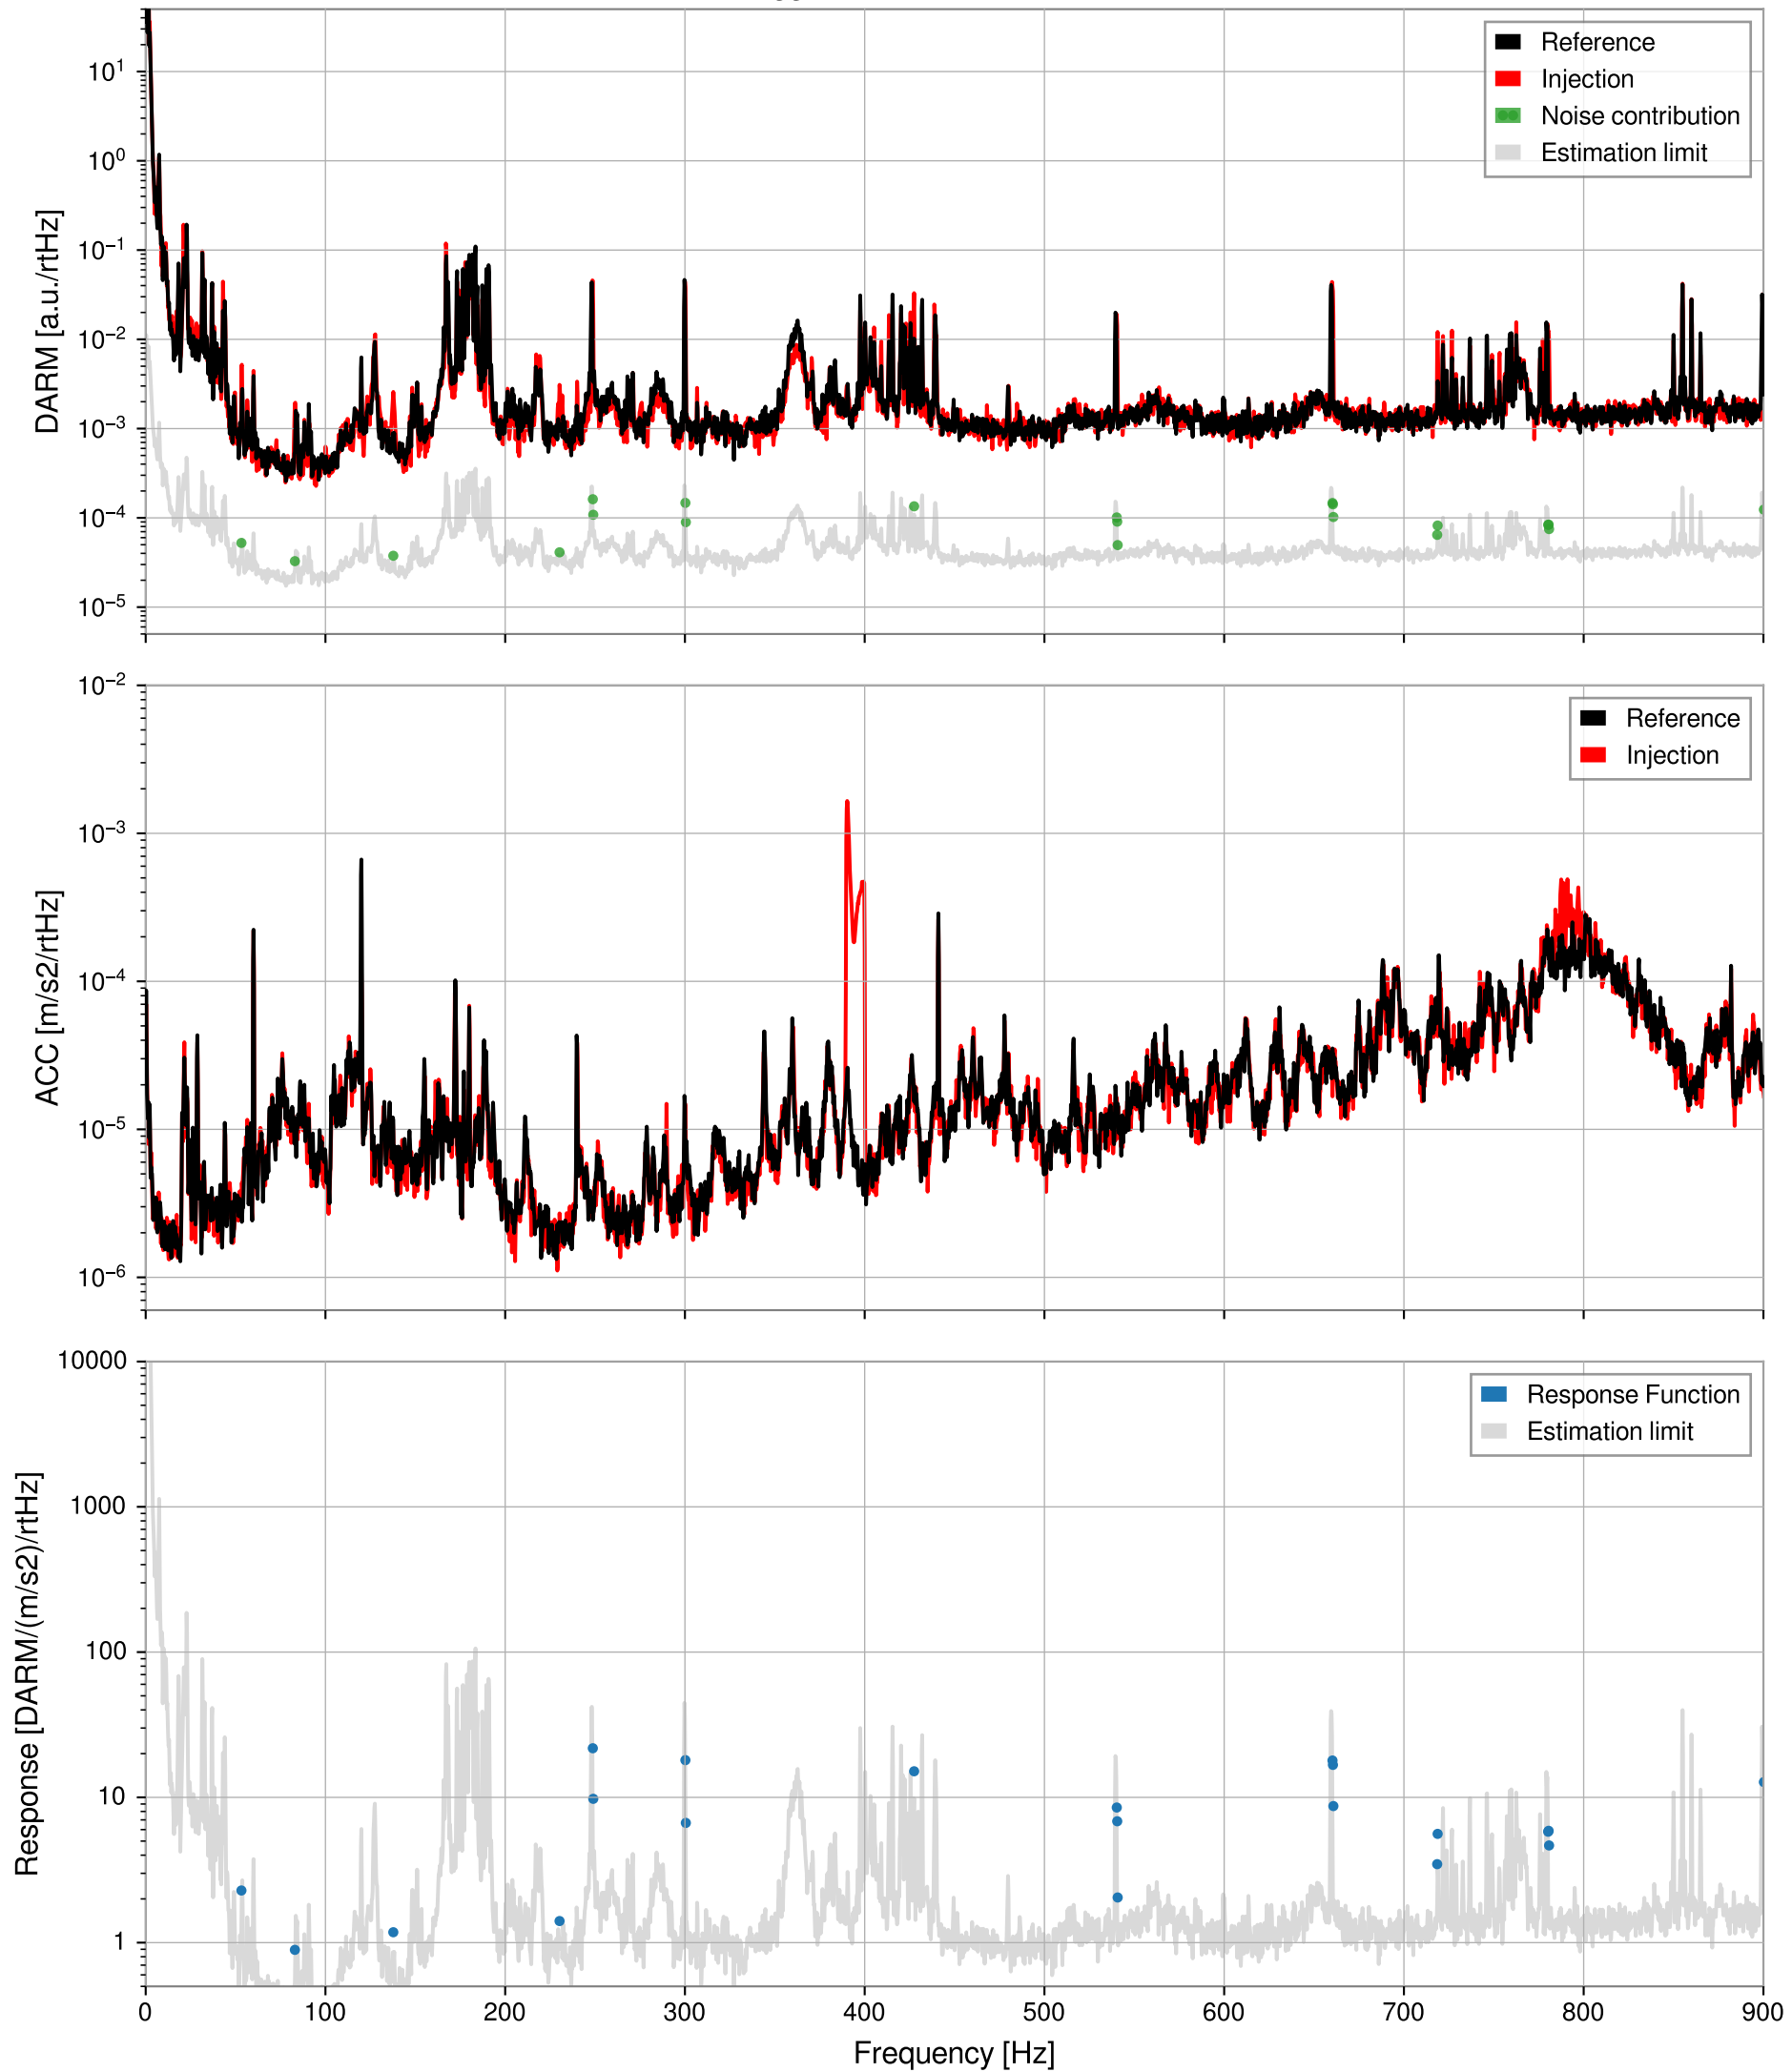 DARM [a.u./rtHz]
10¹
10⁰
10⁻¹
10⁻²
10⁻³
10⁻⁴
10⁻⁵
Reference
Injection
Noise contribution
Estimation limit
ACC [m/s2/rtHz]
10⁻²
10⁻³
10⁻⁴
10⁻⁵
10⁻⁶
Reference
Injection
Response [DARM/(m/s2)/rtHz]
10000
1000
100
10
1
Response Function
Estimation limit
0 100 200 300 400 500 600 700 800 900
Frequency [Hz]